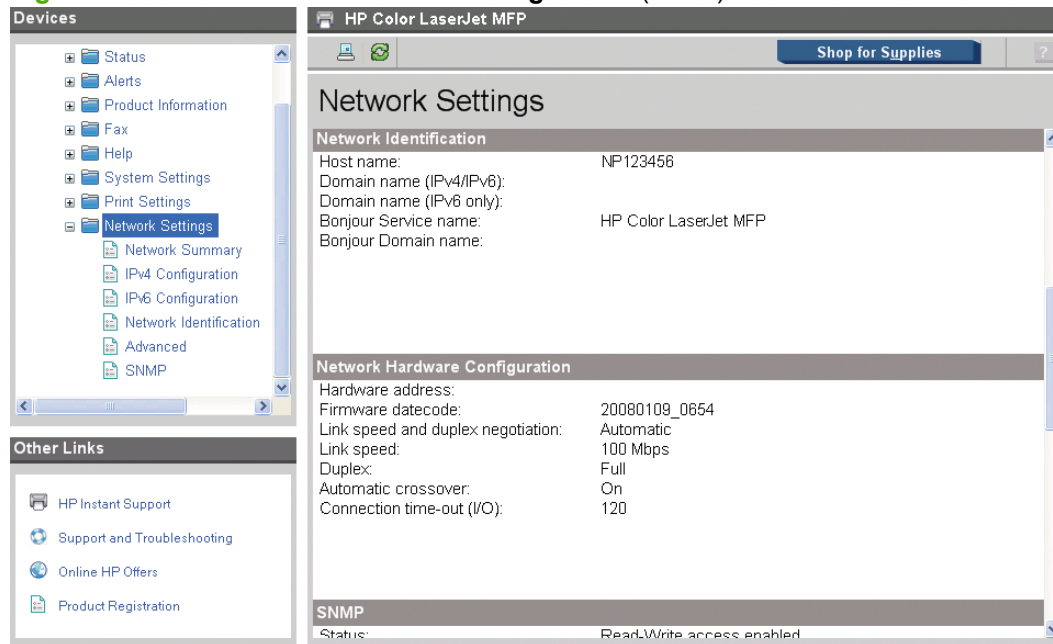 Devices
Status
Alerts
Product Information
Fax
Help
System Settings
Print Settings
Network Settings
Network Summary
IPv4 Configuration
IPv6 Configuration
Network Identification
Advanced
SNMP
Other Links
HP Instant Support
Support and Troubleshooting
Online HP Offers
Product Registration
HP Color LaserJet MFP
Shop for Supplies
?
Network Settings
Network Identification
Host name: NP123456
Domain name (IPv4/IPv6):
Domain name (IPv6 only):
Bonjour Service name: HP Color LaserJet MFP
Bonjour Domain name:
Network Hardware Configuration
Hardware address:
Firmware datecode: 20080109_0654
Link speed and duplex negotiation: Automatic
Link speed: 100 Mbps
Duplex: Full
Automatic crossover: On
Connection time-out (I/O): 120
SNMP
Status: Read-Write access enabled